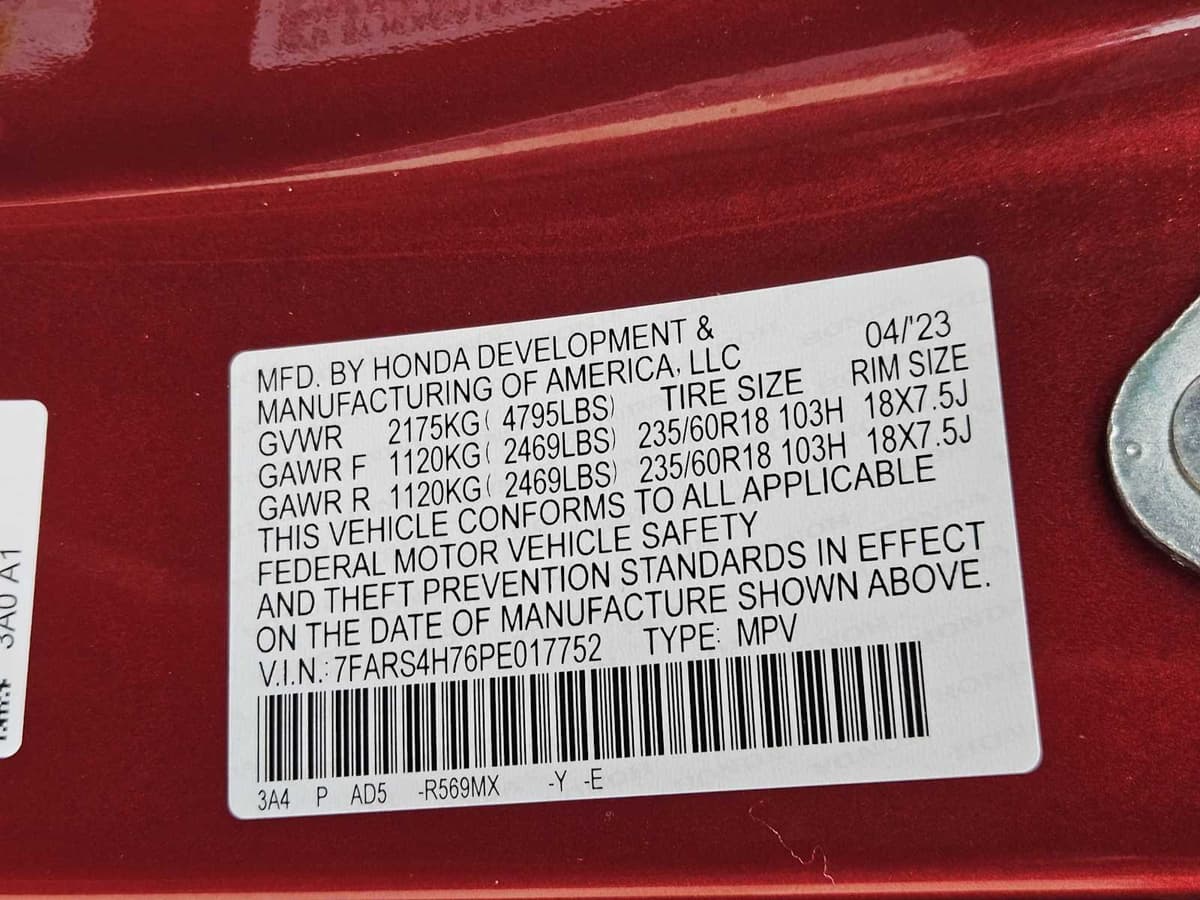 MFD. BY HONDA DEVELOPMENT &
MANUFACTURING OF AMERICA, LLC 04/'23
GVWR 2175KG( 4795LBS) TIRE SIZE RIM SIZE
GAWR F 1120KG( 2469LBS) 235/60R18 103H 18X7.5J
GAWR R 1120KG( 2469LBS) 235/60R18 103H 18X7.5J
THIS VEHICLE CONFORMS TO ALL APPLICABLE
FEDERAL MOTOR VEHICLE SAFETY
AND THEFT PREVENTION STANDARDS IN EFFECT
ON THE DATE OF MANUFACTURE SHOWN ABOVE.
V.I.N.: 7FARS4H76PE017752 TYPE: MPV
3A4 P AD5 -R569MX -Y -E
3A0 A1